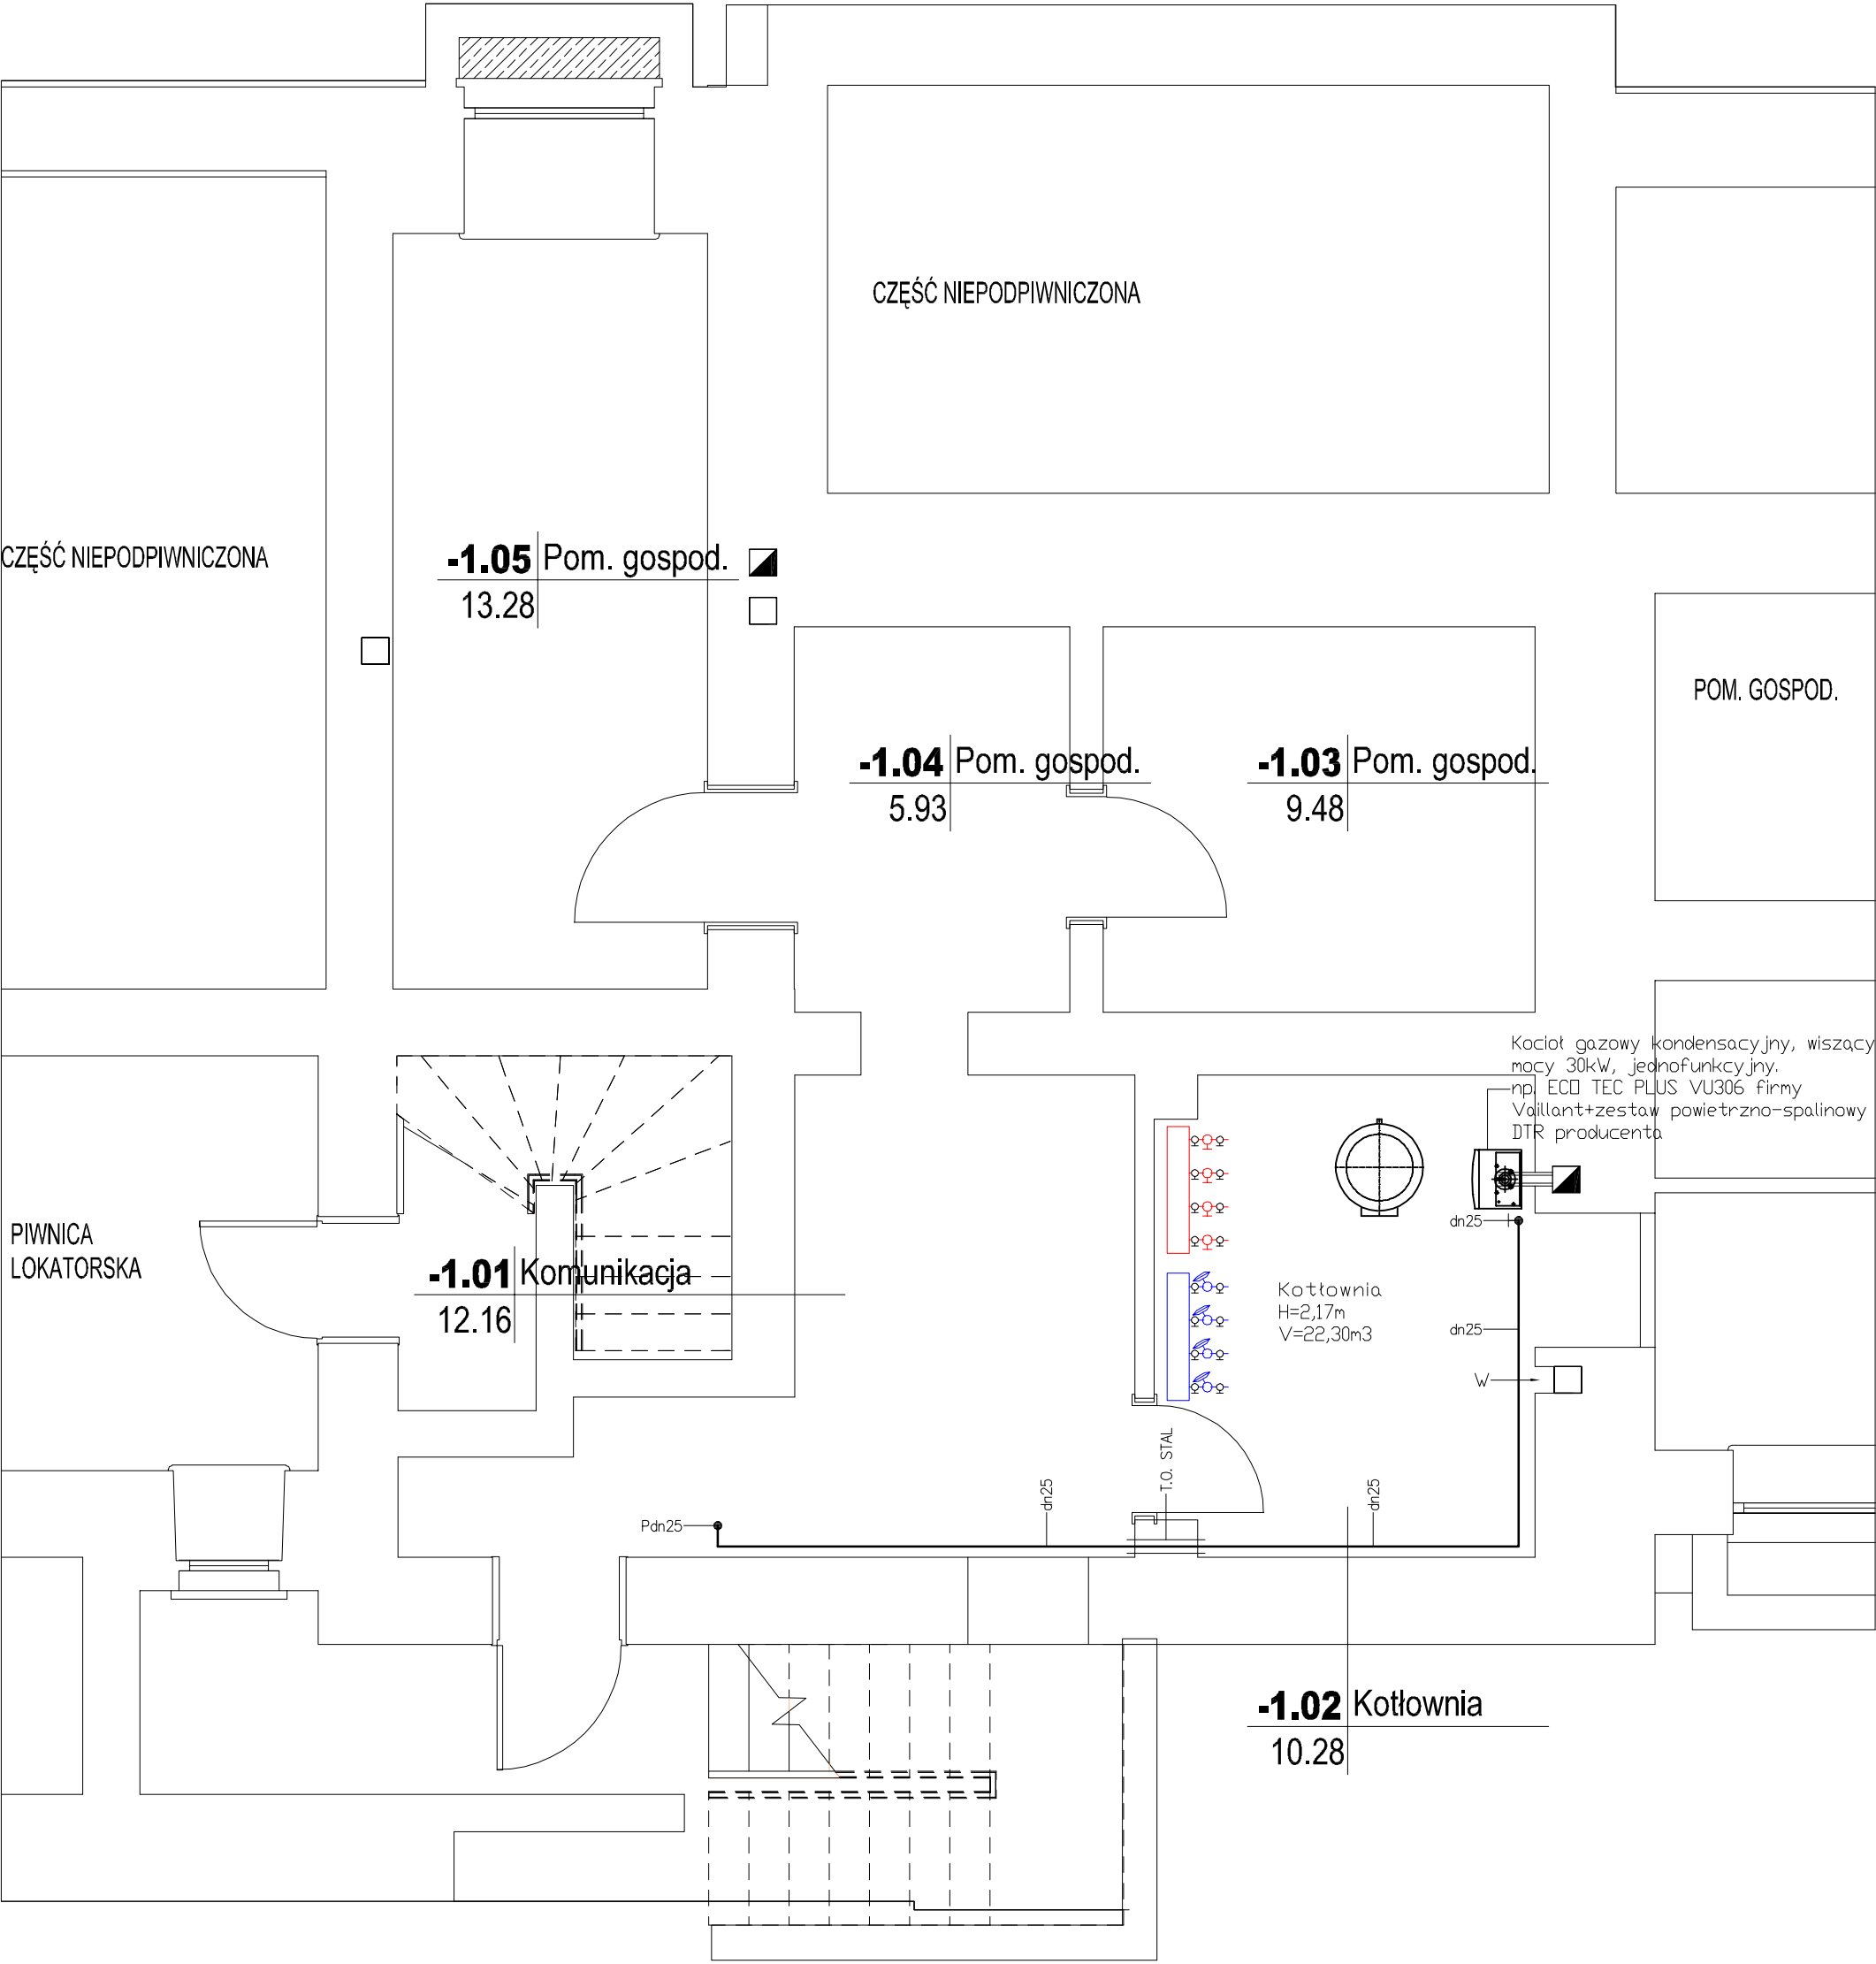 CZĘŚĆ NIEPODPIWNICZONA
CZĘŚĆ NIEPODPIWNICZONA
-1.05 Pom. gospod.
13.28
POM. GOSPOD.
-1.04 Pom. gospod.
5.93
-1.03 Pom. gospod.
9.48
Kocioł gazowy kondensacyjny, wiszący
mocy 30kW, jednofunkcyjny.
np. ECO TEC PLUS VU306 firmy
Vaillant+zestaw powietrzno-spalinowy
DTR producenta
PIWNICA
LOKATORSKA
-1.01 Komunikacja
12.16
dn25
Kotłownia
H=2,17m
V=22,30m3
dn25
W
T.O. STAL
Pdn25
dn25
dn25
-1.02 Kotłownia
10.28